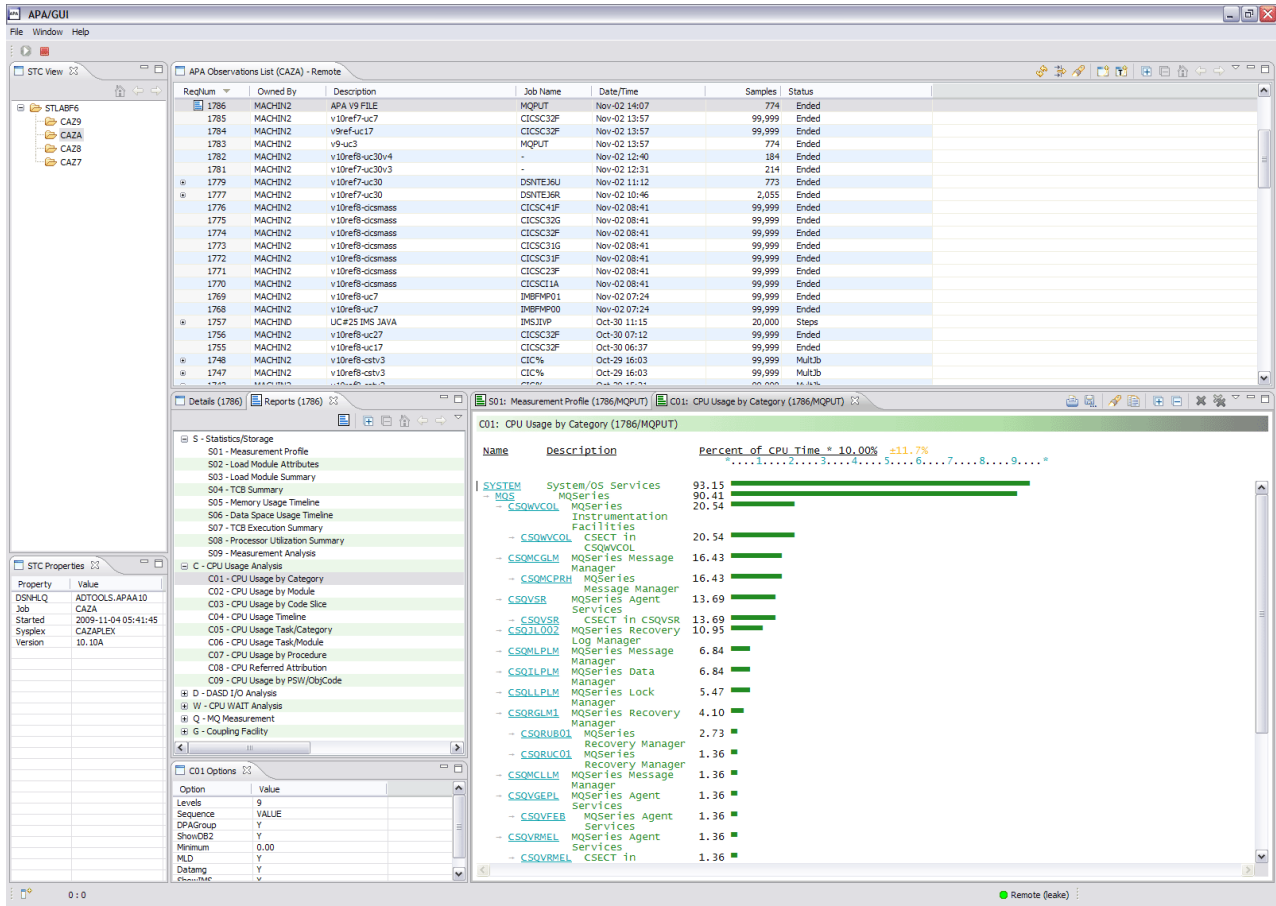 APA APA/GUI
File Window Help
STC View
STLABF6
CAZ9
CAZA
CAZ8
CAZ7
APA Observations List (CAZA) - Remote
ReqNum Owned By Description Job Name Date/Time Samples Status
1786 MACHIN2 APA V9 FILE MQPUT Nov-02 14:07 774 Ended
1785 MACHIN2 v10ref7-uc7 CICSC32F Nov-02 13:57 99,999 Ended
1784 MACHIN2 v9ref-uc17 CICSC32F Nov-02 13:57 99,999 Ended
1783 MACHIN2 v9-uc3 MQPUT Nov-02 13:57 774 Ended
1782 MACHIN2 v10ref8-uc30v4 - Nov-02 12:40 184 Ended
1781 MACHIN2 v10ref7-uc30v3 - Nov-02 12:31 214 Ended
1779 MACHIN2 v10ref7-uc30 DSNTEJ6U Nov-02 11:12 773 Ended
1777 MACHIN2 v10ref7-uc30 DSNTEJ6R Nov-02 10:46 2,055 Ended
1776 MACHIN2 v10ref8-cicsmass CICSC41F Nov-02 08:41 99,999 Ended
1775 MACHIN2 v10ref8-cicsmass CICSC32G Nov-02 08:41 99,999 Ended
1774 MACHIN2 v10ref8-cicsmass CICSC32F Nov-02 08:41 99,999 Ended
1773 MACHIN2 v10ref8-cicsmass CICSC31G Nov-02 08:41 99,999 Ended
1772 MACHIN2 v10ref8-cicsmass CICSC31F Nov-02 08:41 99,999 Ended
1771 MACHIN2 v10ref8-cicsmass CICSC23F Nov-02 08:41 99,999 Ended
1770 MACHIN2 v10ref8-cicsmass CICSCI1A Nov-02 08:41 99,999 Ended
1769 MACHIN2 v10ref8-uc7 IMBFMP01 Nov-02 07:24 99,999 Ended
1768 MACHIN2 v10ref8-uc7 IMBFMP00 Nov-02 07:24 99,999 Ended
1757 MACHIND UC#25 IMS JAVA IMSJIVP Oct-30 11:15 20,000 Steps
1756 MACHIN2 v10ref8-uc27 CICSC32F Oct-30 07:12 99,999 Ended
1755 MACHIN2 v10ref8-uc17 CICSC32F Oct-30 06:37 99,999 Ended
1748 MACHIN2 v10ref8-cstv3 CIC% Oct-29 16:03 99,999 MultJb
1747 MACHIN2 v10ref8-cstv3 CIC% Oct-29 16:03 99,999 MultJb
STC Properties
Property Value
DSNHLQ ADTOOLS.APAA10
Job CAZA
Started 2009-11-04 05:41:45
Sysplex CAZAPLEX
Version 10.10A
Details (1786) Reports (1786)
S - Statistics/Storage
S01 - Measurement Profile
S02 - Load Module Attributes
S03 - Load Module Summary
S04 - TCB Summary
S05 - Memory Usage Timeline
S06 - Data Space Usage Timeline
S07 - TCB Execution Summary
S08 - Processor Utilization Summary
S09 - Measurement Analysis
C - CPU Usage Analysis
C01 - CPU Usage by Category
C02 - CPU Usage by Module
C03 - CPU Usage by Code Slice
C04 - CPU Usage Timeline
C05 - CPU Usage Task/Category
C06 - CPU Usage Task/Module
C07 - CPU Usage by Procedure
C08 - CPU Referred Attribution
C09 - CPU Usage by PSW/ObjCode
D - DASD I/O Analysis
W - CPU WAIT Analysis
Q - MQ Measurement
G - Coupling Facility
C01 Options
Option Value
Levels 9
Sequence VALUE
DPAGroup Y
ShowDB2 Y
Minimum 0.00
MLD Y
Datamg Y
ShowIMS Y
S01: Measurement Profile (1786/MQPUT) C01: CPU Usage by Category (1786/MQPUT)
C01: CPU Usage by Category (1786/MQPUT)
Name Description Percent of CPU Time * 10.00% ±11.7%
*....1....2....3....4....5....6....7....8....9....*
SYSTEM System/OS Services 93.15
→ MQS MQSeries 90.41
→ CSQWVCOL MQSeries 20.54
Instrumentation
Facilities
→ CSQWVCOL CSECT in 20.54
CSQWVCOL
→ CSQMCGLM MQSeries Message 16.43
Manager
→ CSQMCPRH MQSeries 16.43
Message Manager
→ CSQVSR MQSeries Agent 13.69
Services
→ CSQVSR CSECT in CSQVSR 13.69
→ CSQJL002 MQSeries Recovery 10.95
Log Manager
→ CSQMLPLM MQSeries Message 6.84
Manager
→ CSQILPLM MQSeries Data 6.84
Manager
→ CSQLLPLM MQSeries Lock 5.47
Manager
→ CSQRGLM1 MQSeries Recovery 4.10
Manager
→ CSQRUB01 MQSeries 2.73
Recovery Manager
→ CSQRUC01 MQSeries 1.36
Recovery Manager
→ CSQMCLLM MQSeries Message 1.36
Manager
→ CSQVGEPL MQSeries Agent 1.36
Services
→ CSQVFEB MQSeries Agent 1.36
Services
→ CSQVRMEL MQSeries Agent 1.36
Services
→ CSQVRMEL CSECT in 1.36
0 : 0
Remote (leake)